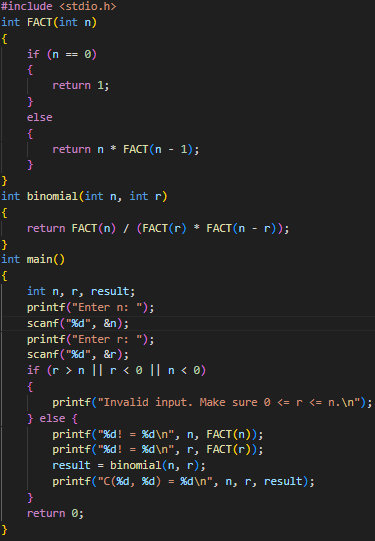 #include <stdio.h>
int FACT(int n)
{
    if (n == 0)
    {
        return 1;
    }
    else
    {
        return n * FACT(n - 1);
    }
}
int binomial(int n, int r)
{
    return FACT(n) / (FACT(r) * FACT(n - r));
}
int main()
{
    int n, r, result;
    printf("Enter n: ");
    scanf("%d", &n);
    printf("Enter r: ");
    scanf("%d", &r);
    if (r > n || r < 0 || n < 0)
    {
        printf("Invalid input. Make sure 0 <= r <= n.\n");
    } else {
        printf("%d! = %d\n", n, FACT(n));
        printf("%d! = %d\n", r, FACT(r));
        result = binomial(n, r);
        printf("C(%d, %d) = %d\n", n, r, result);
    }
    return 0;
}